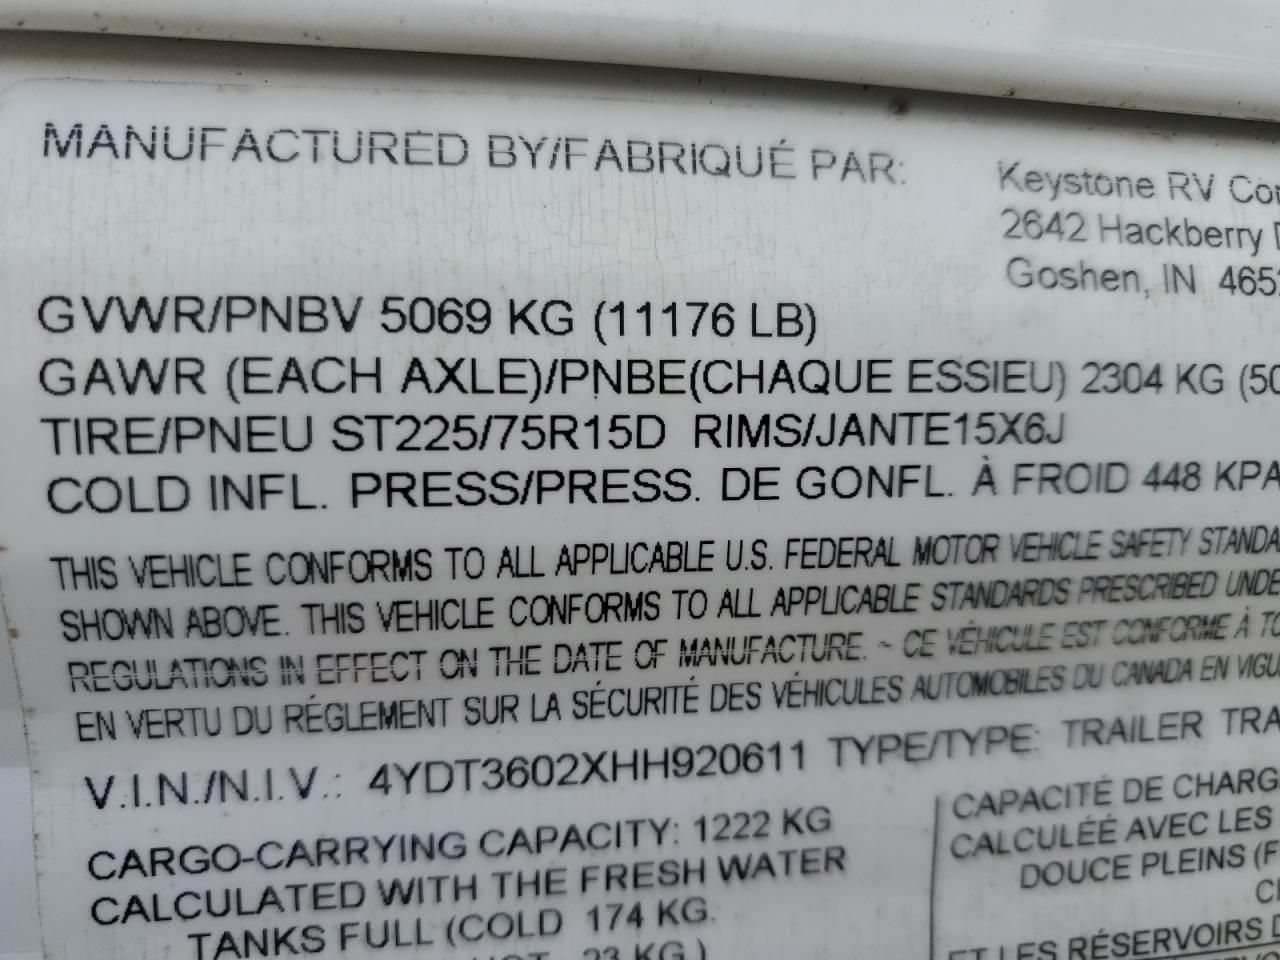 MANUFACTURED BY/FABRIQUÉ PAR: Keystone RV
2642 Hackberry
Goshen, IN
GVWR/PNBV 5069 KG (11176 LB)
GAWR (EACH AXLE)/PNBE(CHAQUE ESSIEU) 2304 KG
TIRE/PNEU ST225/75R15D RIMS/JANTE15X6J
COLD INFL. PRESS/PRESS. DE GONFL. À FROID 448 KPA
THIS VEHICLE CONFORMS TO ALL APPLICABLE U.S. FEDERAL MOTOR VEHICLE SAFETY
SHOWN ABOVE. THIS VEHICLE CONFORMS TO ALL APPLICABLE STANDARDS PRESCRIBED
REGULATIONS IN EFFECT ON THE DATE OF MANUFACTURE. ~ CE VÉHICULE EST CONFORME À
EN VERTU DU RÉGLEMENT SUR LA SÉCURITÉ DES VÉHICULES AUTOMOBILES DU CANADA EN
V.I.N./N.I.V.: 4YDT3602XHH920611 TYPE/TYPE: TRAILER
CARGO-CARRYING CAPACITY: 1222 KG
CALCULATED WITH THE FRESH WATER
TANKS FULL (COLD 174 KG.
23 KG.)
CAPACITÉ DE
CALCULÉE AVEC LES
DOUCE PLEINS
ET LES RÉSERVOIRS